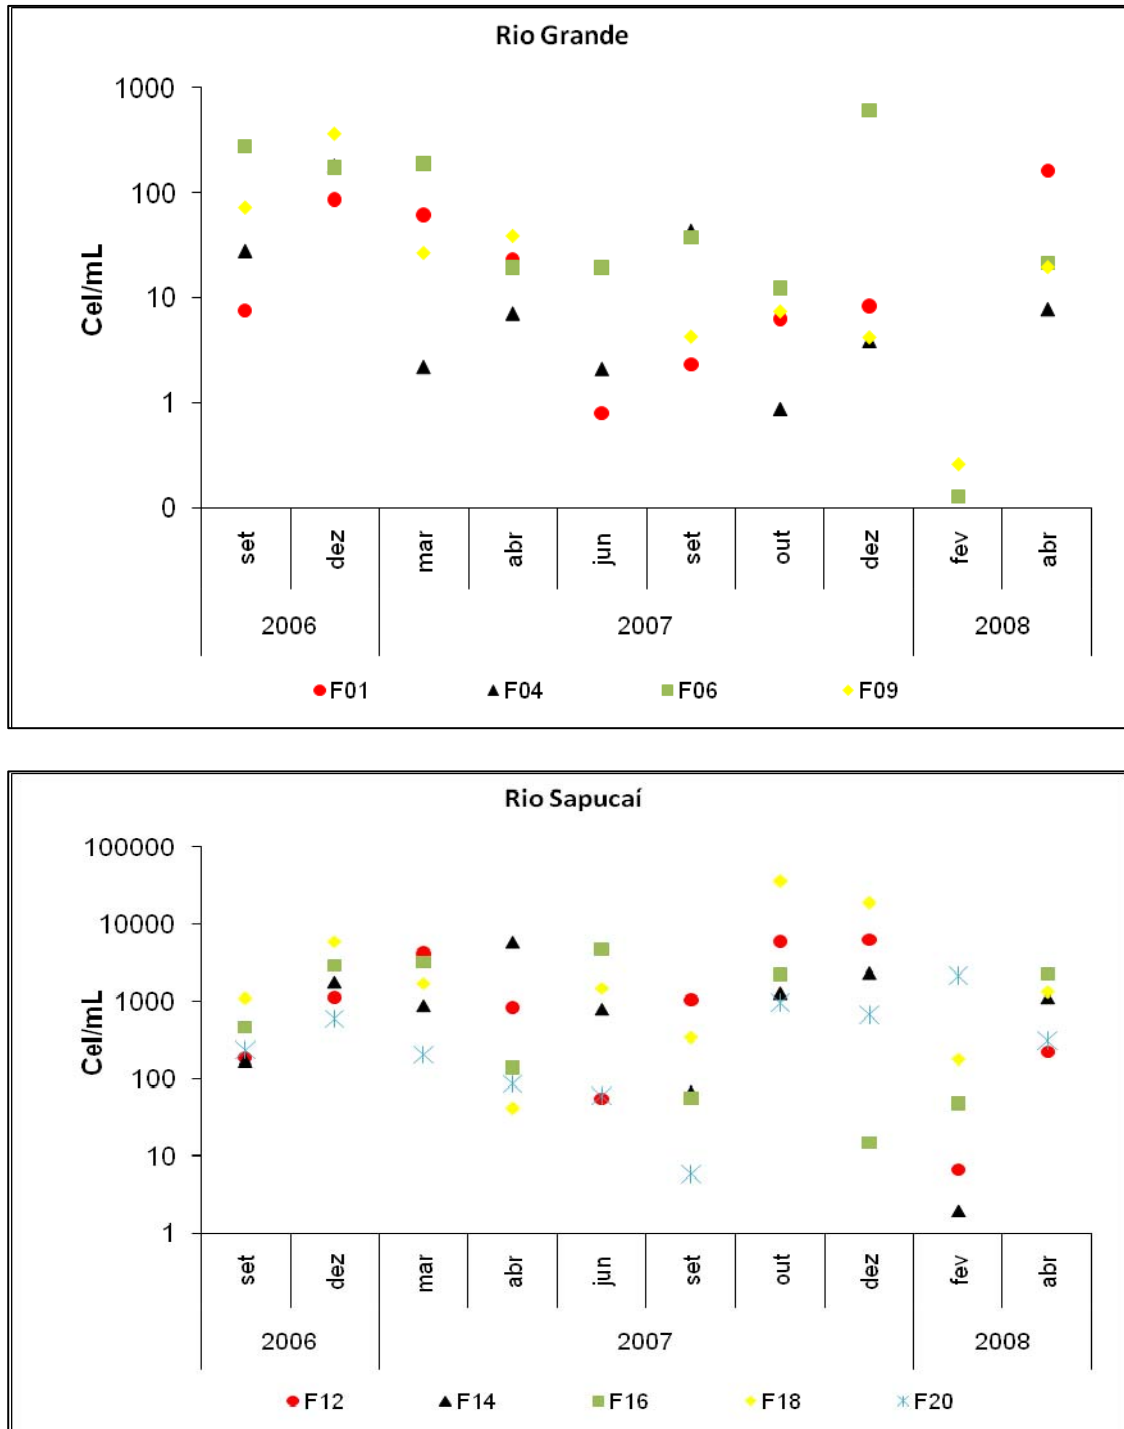 Rio Grande
1000
100
10
1
0
Cel/mL
set dez mar abr jun set out dez fev abr
2006 2007 2008
F01 F04 F06 F09
Rio Sapucaí
100000
10000
1000
100
10
1
Cel/mL
set dez mar abr jun set out dez fev abr
2006 2007 2008
F12 F14 F16 F18 F20